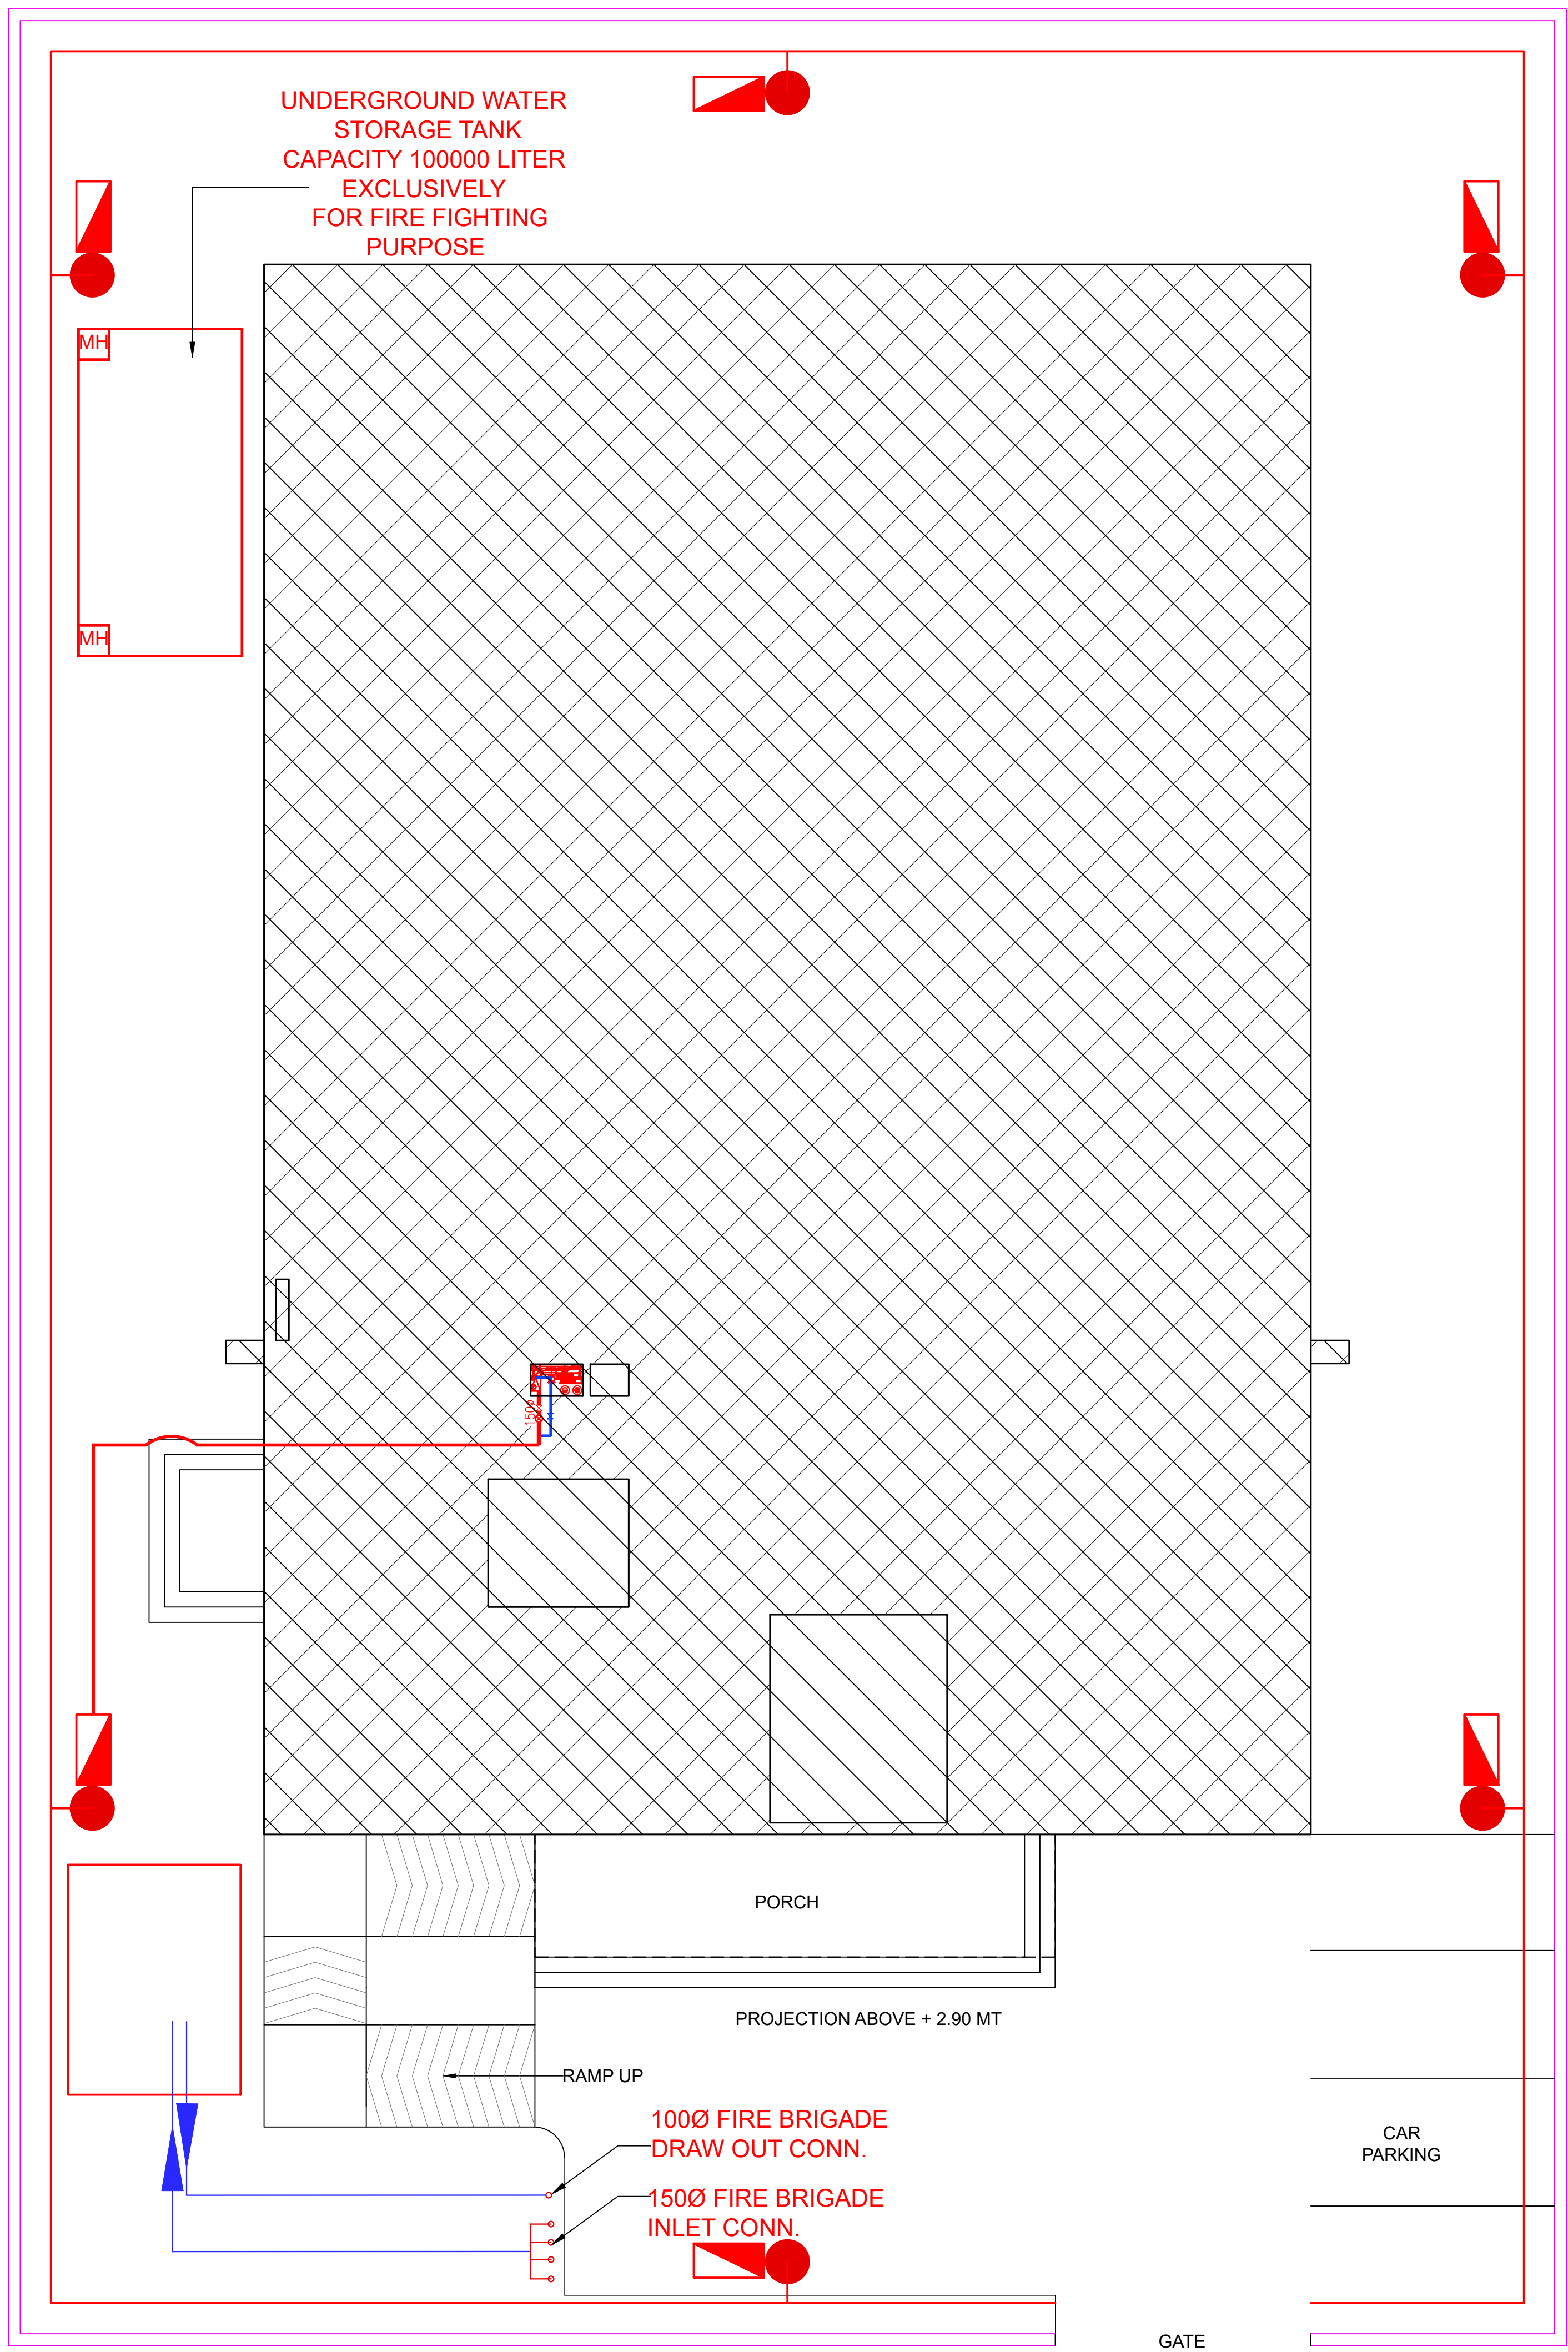 UNDERGROUND WATER
STORAGE TANK
CAPACITY 100000 LITER
EXCLUSIVELY
FOR FIRE FIGHTING
PURPOSE
MH
MH
150Ø
PORCH
PROJECTION ABOVE + 2.90 MT
RAMP UP
100Ø FIRE BRIGADE
DRAW OUT CONN.
CAR
PARKING
150Ø FIRE BRIGADE
INLET CONN.
GATE